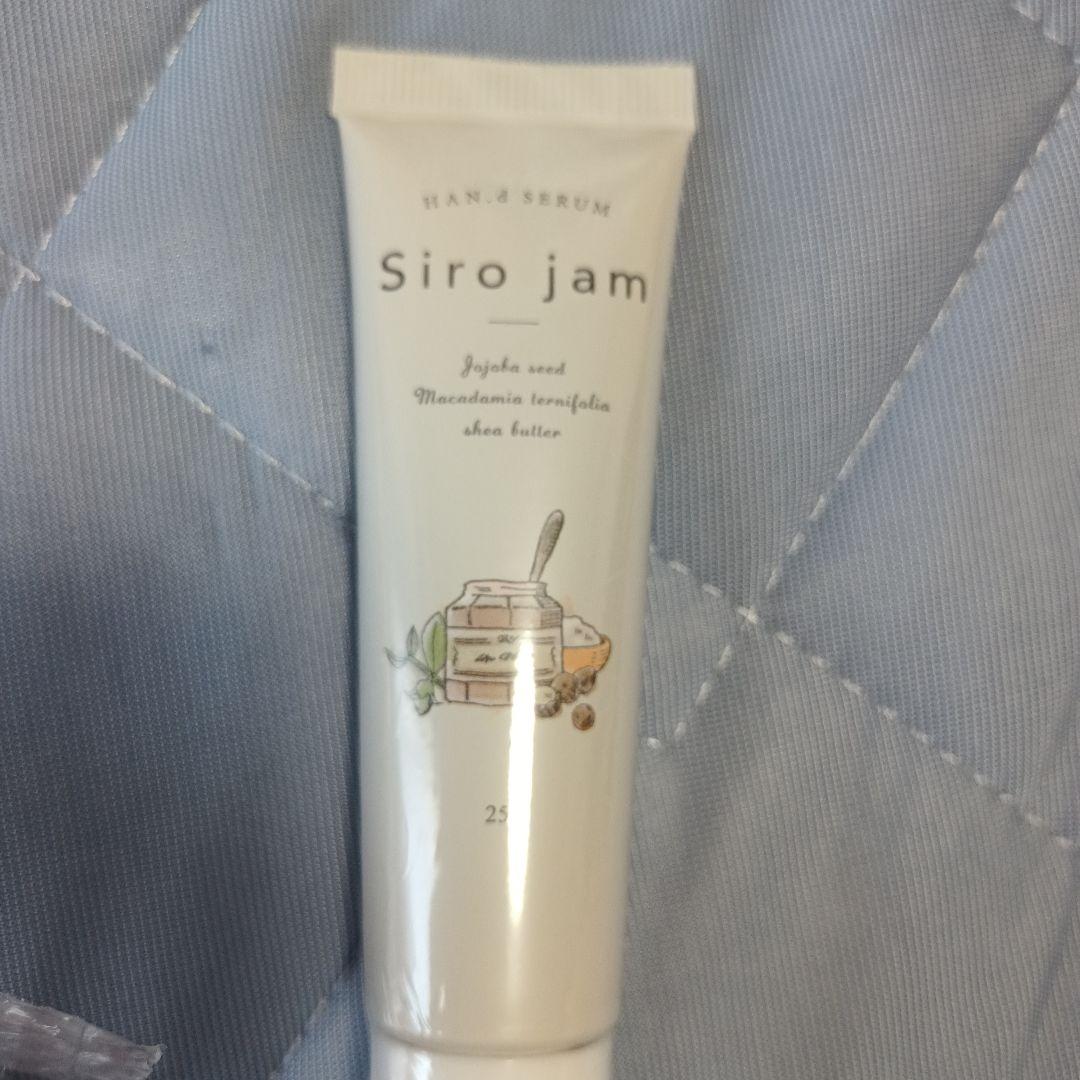 HAN.d SERUM
Siro jam
Jojoba seed
Macadamia ternifolia
shea butter
25